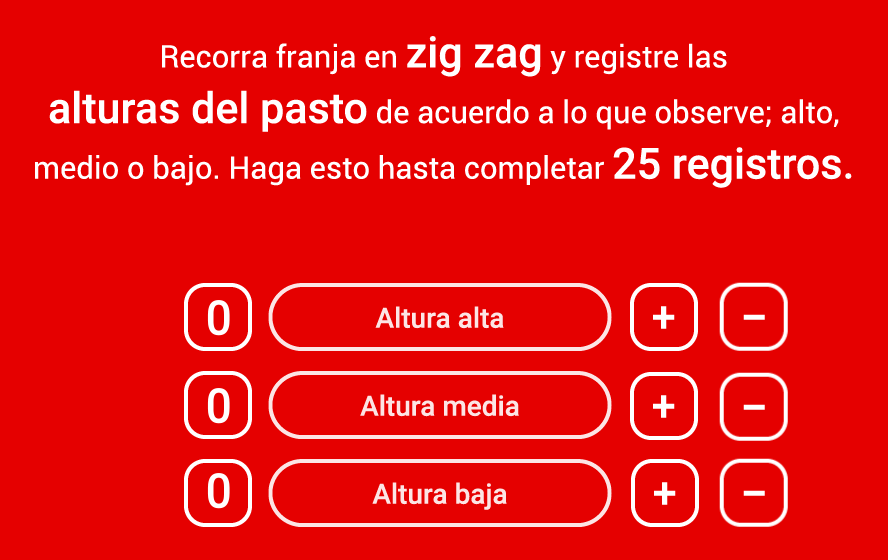 Recorra franja en zig zag y registre las
alturas del pasto de acuerdo a lo que observe; alto,
medio o bajo. Haga esto hasta completar 25 registros.
0 Altura alta + −
0 Altura media + −
0 Altura baja + −